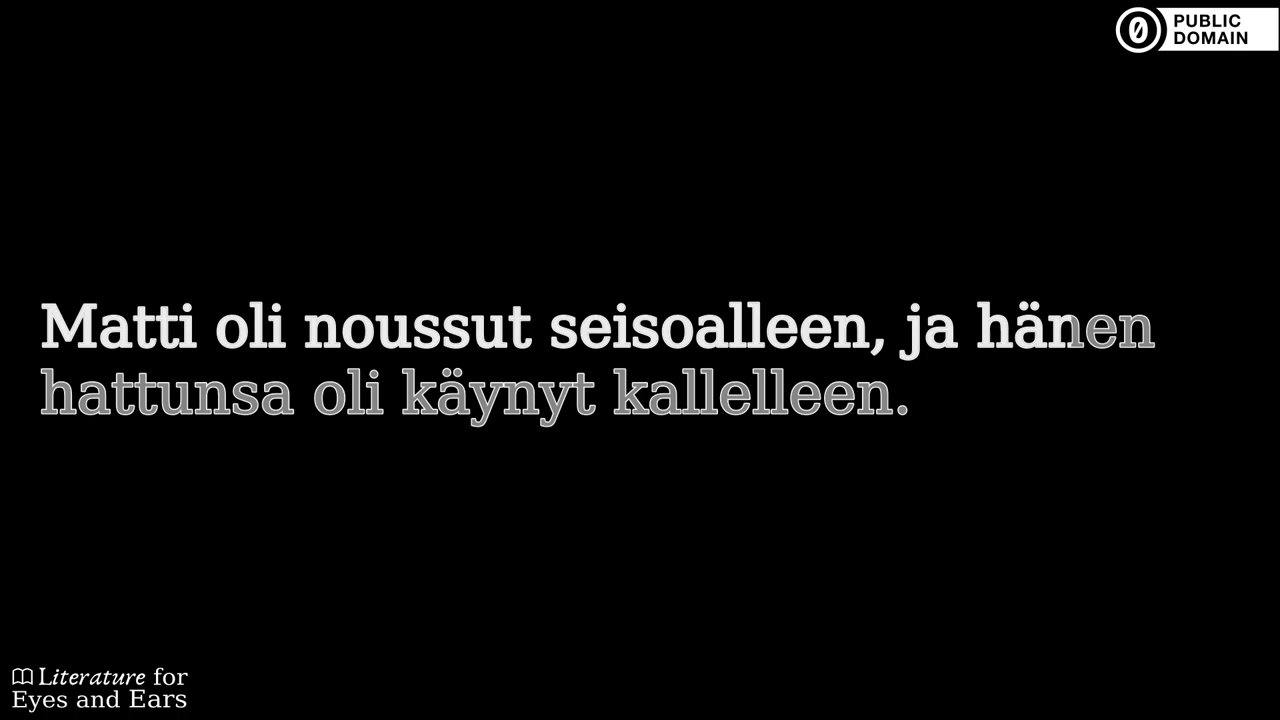 PUBLIC
DOMAIN
Matti oli noussut seisoalleen, ja hänen
hattunsa oli käynyt kallelleen.
Literature for
Eyes and Ears